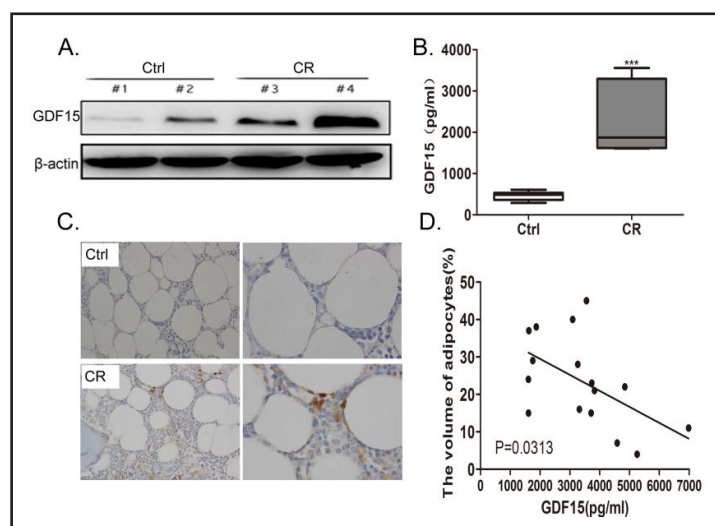 A.
Ctrl CR
#1 #2 #3 #4
GDF15
β-actin
B.
GDF15 (pg/ml)
4000
3000
2000
1000
0
***
Ctrl CR
C.
Ctrl
CR
D.
The volume of adipocytes(%)
50
40
30
20
10
0
P=0.0313
0 1000 2000 3000 4000 5000 6000 7000
GDF15(pg/ml)